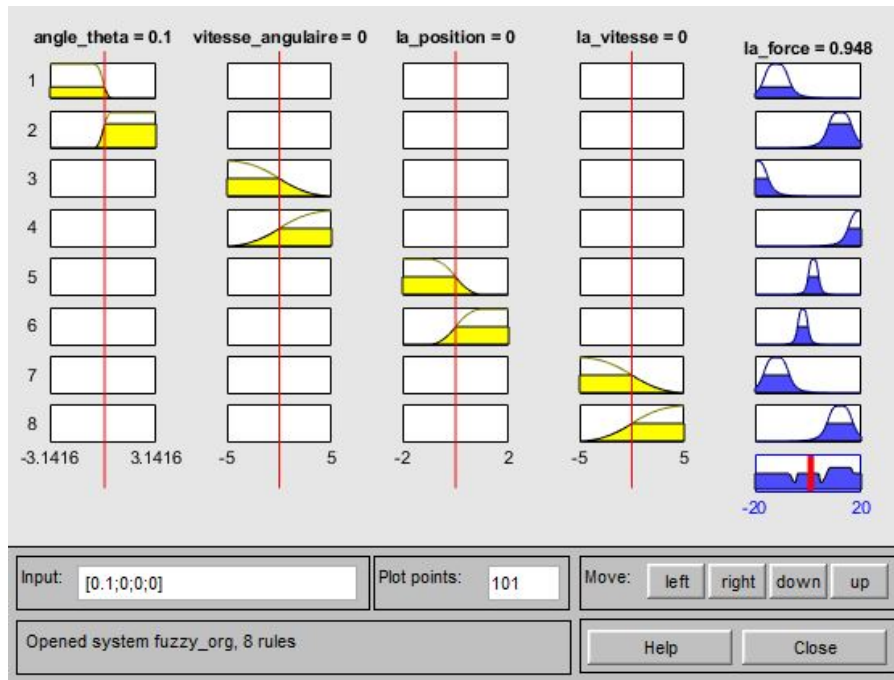 angle_theta = 0.1 vitesse_angulaire = 0 la_position = 0 la_vitesse = 0 la_force = 0.948
1
2
3
4
5
6
7
8
-3.1416 3.1416 -5 5 -2 2 -5 5
-20 20
Input: [0.1;0;0;0] Plot points: 101 Move: left right down up
Opened system fuzzy_org, 8 rules Help Close